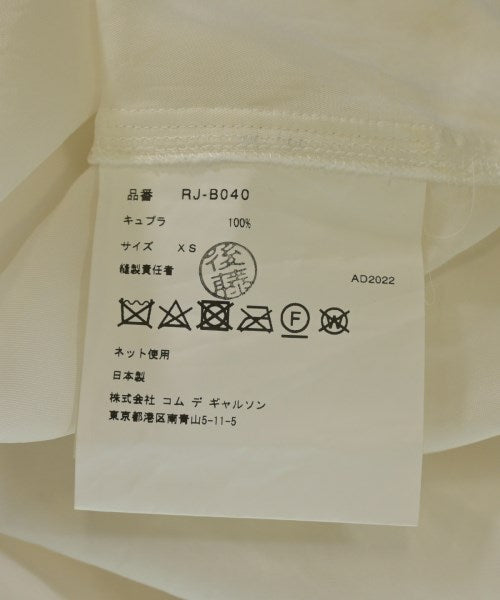 品番 RJ-B040
キュプラ 100%
サイズ XS
縫製責任者 後藤
AD2022
F W
ネット使用
日本製
株式会社 コム デ ギャルソン
東京都港区南青山5-11-5